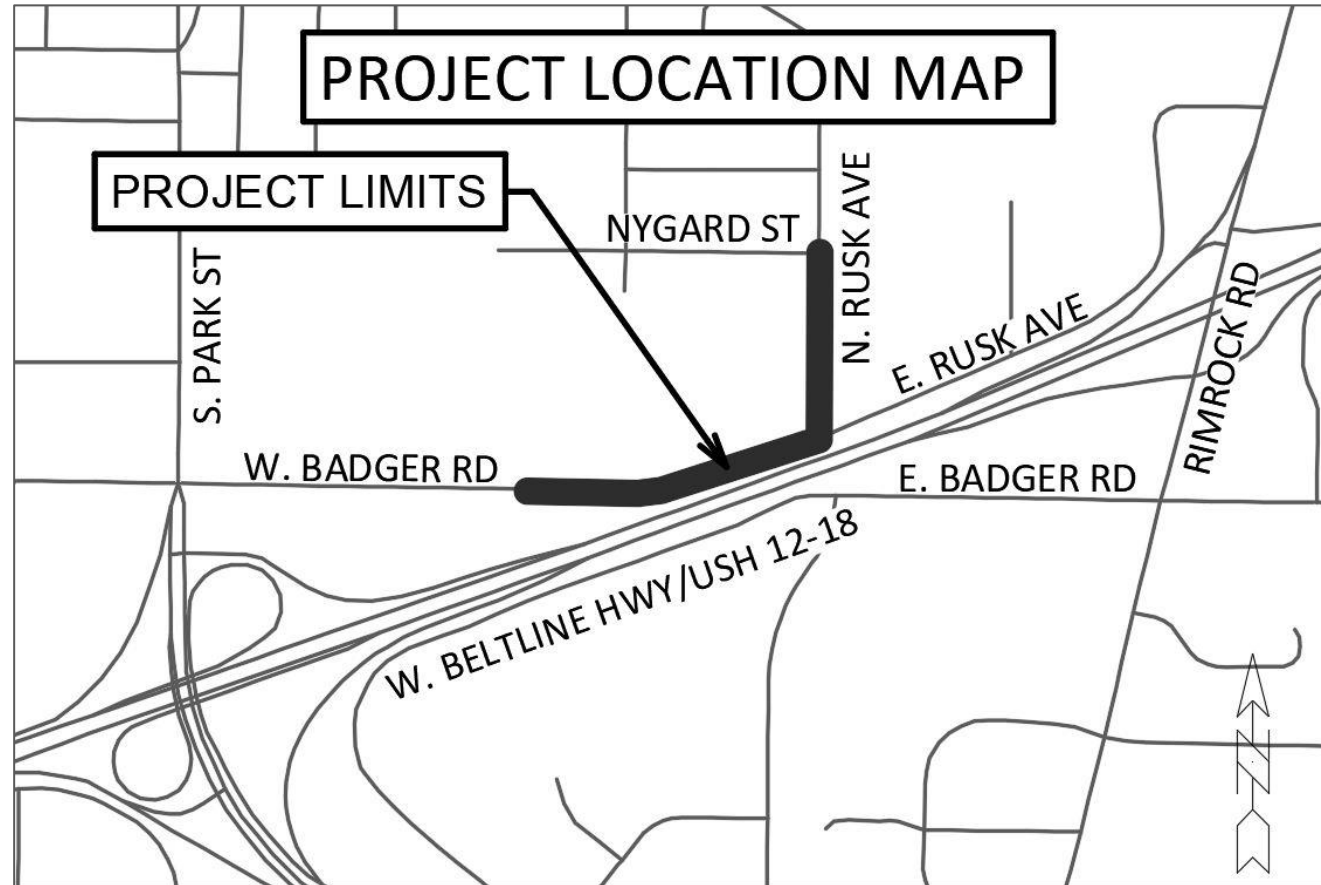 PROJECT LOCATION MAP
PROJECT LIMITS
NYGARD ST
N. RUSK AVE
S. PARK ST
E. RUSK AVE
RIMROCK RD
W. BADGER RD
E. BADGER RD
W. BELTLINE HWY/USH 12-18
N